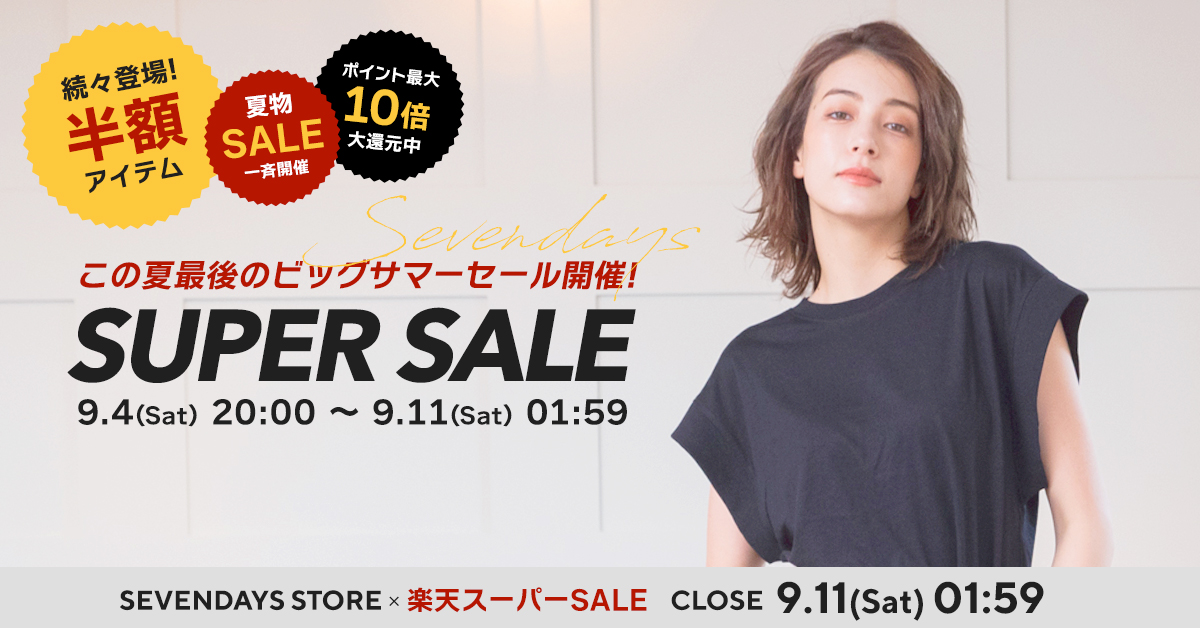 続々登場!
半額
アイテム
夏物
SALE
一斉開催
ポイント最大
10倍
大還元中
Sevendays
この夏最後のビッグサマーセール開催!
SUPER SALE
9.4(Sat) 20:00 〜 9.11(Sat) 01:59
SEVENDAYS STORE × 楽天スーパーSALE CLOSE 9.11(Sat) 01:59